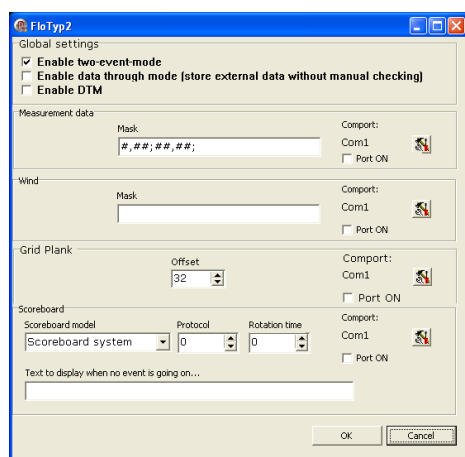 FloTyp2
Global settings
Enable two-event-mode
Enable data through mode (store external data without manual checking)
Enable DTM
Measurement data
Mask
Comport:
#,##;##,##;
Com1
Port ON
Wind
Mask
Comport:
Com1
Port ON
Grid Plank
Offset
Comport:
32
Com1
Port ON
Scoreboard
Scoreboard model Protocol Rotation time
Comport:
Scoreboard system 0 0
Com1
Port ON
Text to display when no event is going on...
OK Cancel